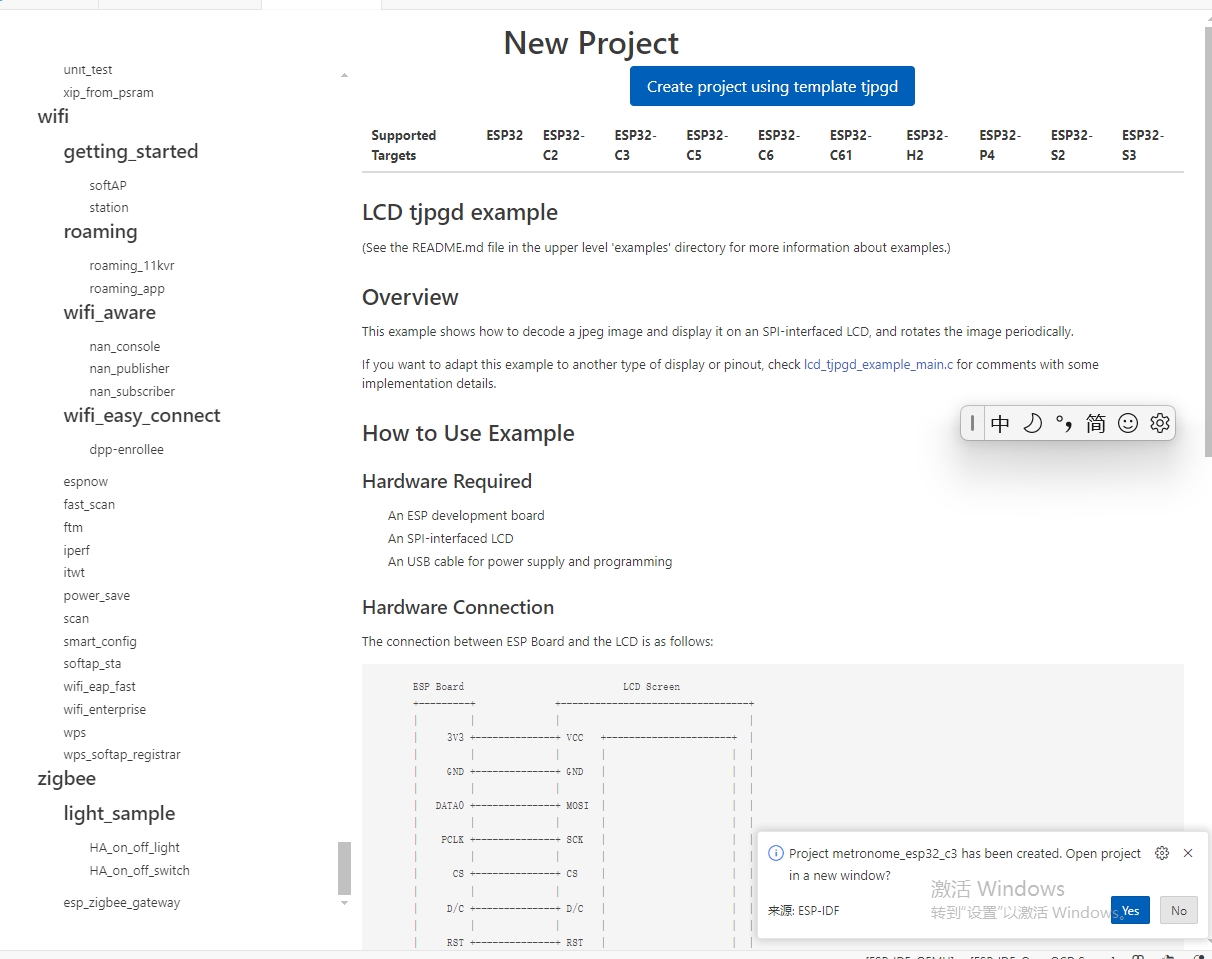 New Project
unit_test
xip_from_psram
wifi
getting_started
softAP
station
roaming
roaming_11kvr
roaming_app
wifi_aware
nan_console
nan_publisher
nan_subscriber
wifi_easy_connect
dpp-enrollee
espnow
fast_scan
ftm
iperf
itwt
power_save
scan
smart_config
softap_sta
wifi_eap_fast
wifi_enterprise
wps
wps_softap_registrar
zigbee
light_sample
HA_on_off_light
HA_on_off_switch
esp_zigbee_gateway
Create project using template tjpgd
Supported Targets ESP32 ESP32-C2 ESP32-C3 ESP32-C5 ESP32-C6 ESP32-C61 ESP32-H2 ESP32-P4 ESP32-S2 ESP32-S3
LCD tjpgd example
(See the README.md file in the upper level 'examples' directory for more information about examples.)
Overview
This example shows how to decode a jpeg image and display it on an SPI-interfaced LCD, and rotates the image periodically.
If you want to adapt this example to another type of display or pinout, check lcd_tjpgd_example_main.c for comments with some
implementation details.
中 简
How to Use Example
Hardware Required
An ESP development board
An SPI-interfaced LCD
An USB cable for power supply and programming
Hardware Connection
The connection between ESP Board and the LCD is as follows:
ESP Board LCD Screen
3V3 VCC
GND GND
DATA0 MOSI
PCLK SCK
CS CS
D/C D/C
RST RST
Project metronome_esp32_c3 has been created. Open project
in a new window?
来源: ESP-IDF
Yes
No
激活 Windows
转到"设置"以激活 Windows。